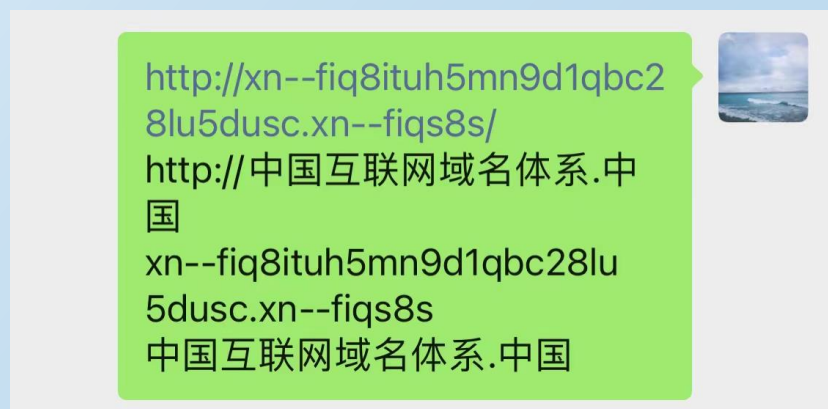 http://xn--fiq8ituh5mn9d1qbc2
8lu5dusc.xn--fiqs8s/
http://中国互联网域名体系.中
国
xn--fiq8ituh5mn9d1qbc28lu
5dusc.xn--fiqs8s
中国互联网域名体系.中国